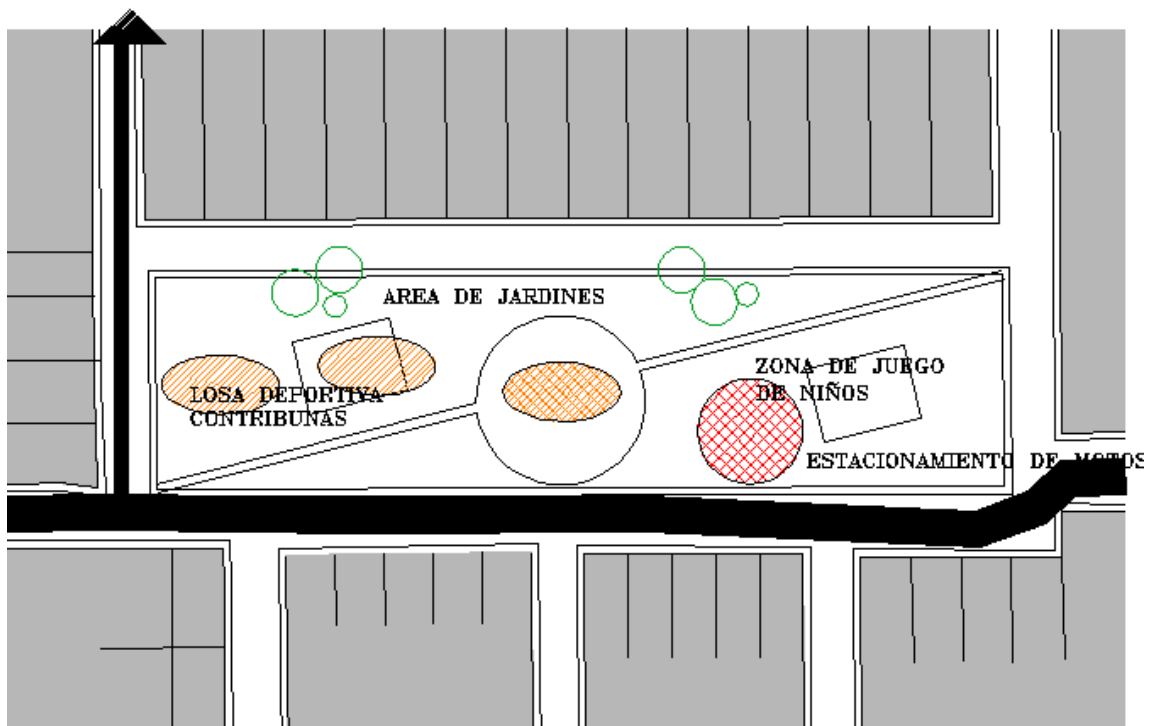 AREA DE JARDINES
ZONA DE JUEGO
DE NIÑOS
LOSA DEPORTIVA
CONTRIBUNAS
ESTACIONAMIENTO DE MOTOS